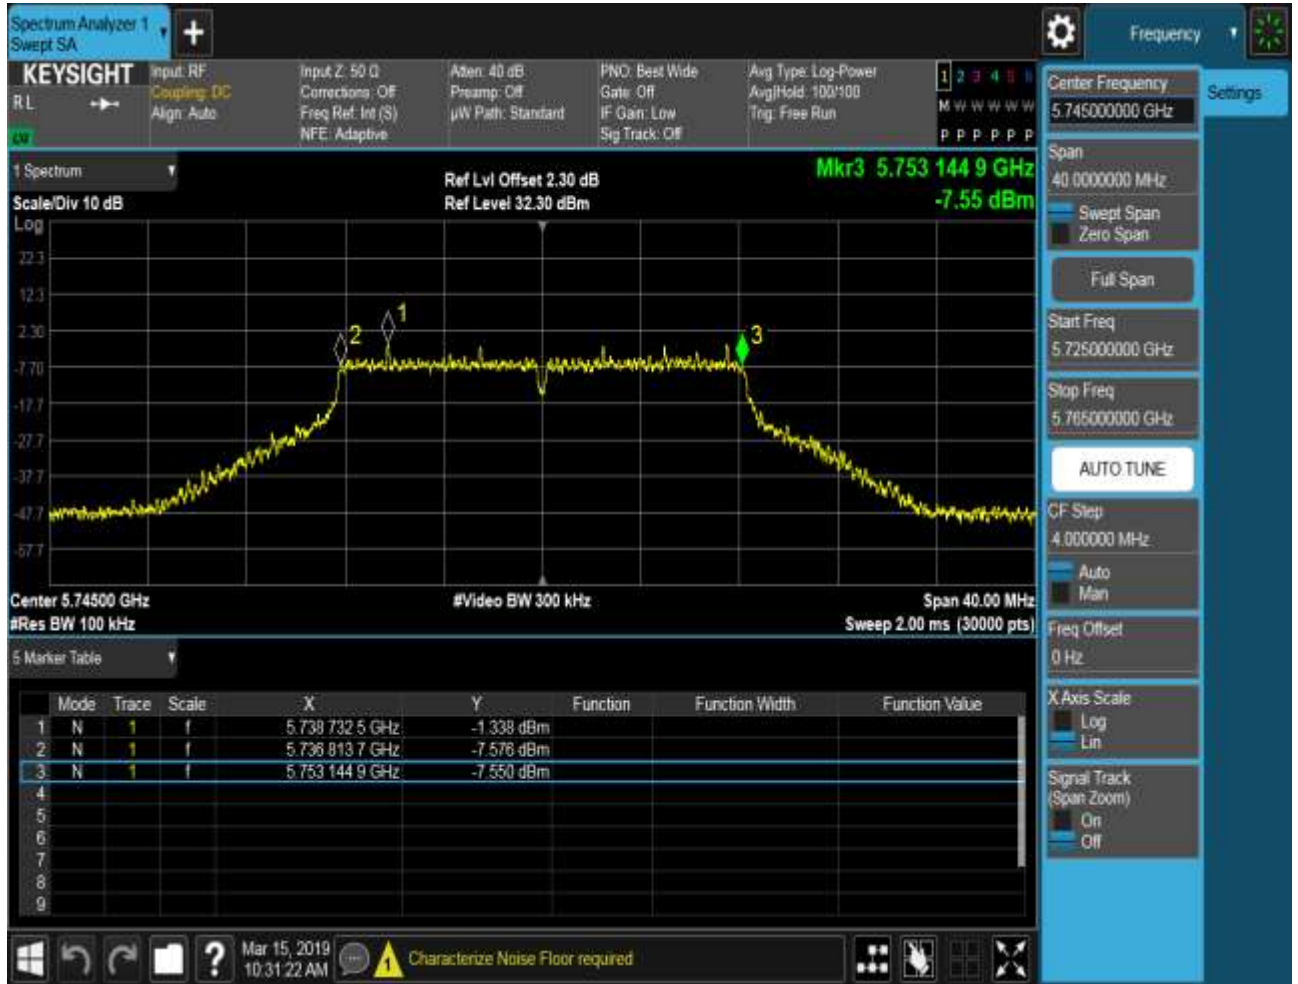 Spectrum Analyzer 1
Swept SA
+
Frequency
KEYSIGHT
RL
Input: RF
Coupling: DC
Align: Auto
Input Z: 50 Ω
Corrections: Off
Freq Ref: Int (S)
NFE: Adaptive
Atten: 40 dB
Preamp: Off
µW Path: Standard
PNO: Best Wide
Gate: Off
IF Gain: Low
Sig Track: Off
Avg Type: Log-Power
Avg|Hold: 100/100
Trig: Free Run
1 2 3 4 5 6
M W W W W W
P P P P P P
1 Spectrum
Scale/Div 10 dB
Ref Lvl Offset 2.30 dB
Ref Level 32.30 dBm
Mkr3 5.753 144 9 GHz
-7.55 dBm
Log
22.3
12.3
2.30
-7.70
-17.7
-27.7
-37.7
-47.7
-57.7
1
2
3
Center 5.74500 GHz
#Video BW 300 kHz
Span 40.00 MHz
#Res BW 100 kHz
Sweep 2.00 ms (30000 pts)
5 Marker Table
Mode Trace Scale X Y Function Function Width Function Value
1 N 1 f 5.738 732 5 GHz -1.338 dBm
2 N 1 f 5.736 813 7 GHz -7.576 dBm
3 N 1 f 5.753 144 9 GHz -7.550 dBm
4
5
6
7
8
9
Mar 15, 2019
10:31:22 AM
?
1
Characterize Noise Floor required
Center Frequency
5.745000000 GHz
Settings
Span
40.0000000 MHz
Swept Span
Zero Span
Full Span
Start Freq
5.725000000 GHz
Stop Freq
5.765000000 GHz
AUTO TUNE
CF Step
4.000000 MHz
Auto
Man
Freq Offset
0 Hz
X Axis Scale
Log
Lin
Signal Track
(Span Zoom)
On
Off